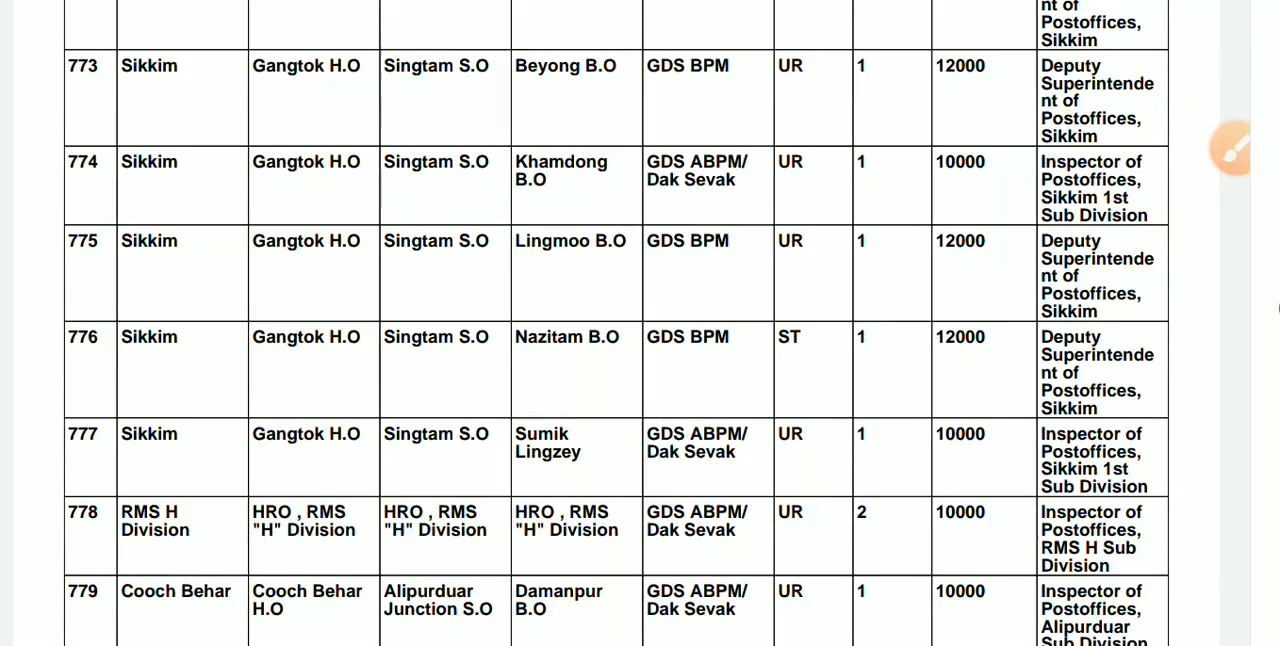 nt of
Postoffices,
Sikkim
773 Sikkim Gangtok H.O Singtam S.O Beyong B.O GDS BPM UR 1 12000 Deputy
Superintende
nt of
Postoffices,
Sikkim
774 Sikkim Gangtok H.O Singtam S.O Khamdong GDS ABPM/ UR 1 10000 Inspector of
B.O Dak Sevak Postoffices,
Sikkim 1st
Sub Division
775 Sikkim Gangtok H.O Singtam S.O Lingmoo B.O GDS BPM UR 1 12000 Deputy
Superintende
nt of
Postoffices,
Sikkim
776 Sikkim Gangtok H.O Singtam S.O Nazitam B.O GDS BPM ST 1 12000 Deputy
Superintende
nt of
Postoffices,
Sikkim
777 Sikkim Gangtok H.O Singtam S.O Sumik GDS ABPM/ UR 1 10000 Inspector of
Lingzey Dak Sevak Postoffices,
Sikkim 1st
Sub Division
778 RMS H HRO , RMS HRO , RMS HRO , RMS GDS ABPM/ UR 2 10000 Inspector of
Division "H" Division "H" Division "H" Division Dak Sevak Postoffices,
RMS H Sub
Division
779 Cooch Behar Cooch Behar Alipurduar Damanpur GDS ABPM/ UR 1 10000 Inspector of
H.O Junction S.O B.O Dak Sevak Postoffices,
Alipurduar
Sub Division